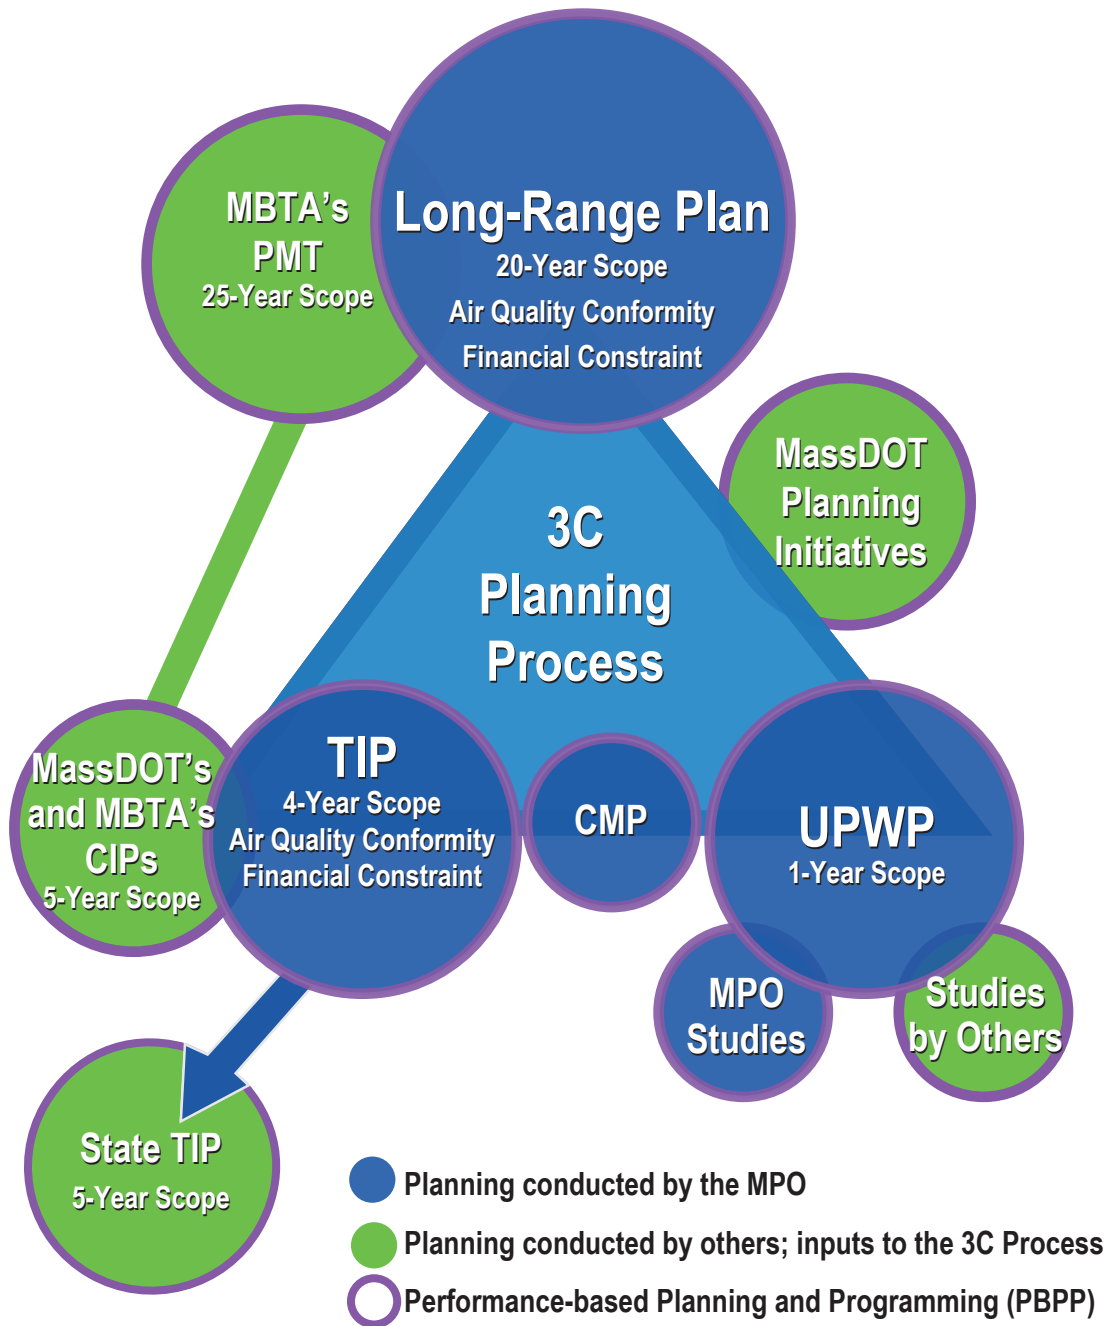 MBTA's
PMT
25-Year Scope
Long-Range Plan
20-Year Scope
Air Quality Conformity
Financial Constraint
MassDOT
Planning
Initiatives
3C
Planning
Process
MassDOT's
and MBTA's
CIPs
5-Year Scope
TIP
4-Year Scope
Air Quality Conformity
Financial Constraint
CMP
UPWP
1-Year Scope
MPO
Studies
Studies
by Others
State TIP
5-Year Scope
Planning conducted by the MPO
Planning conducted by others; inputs to the 3C Process
Performance-based Planning and Programming (PBPP)